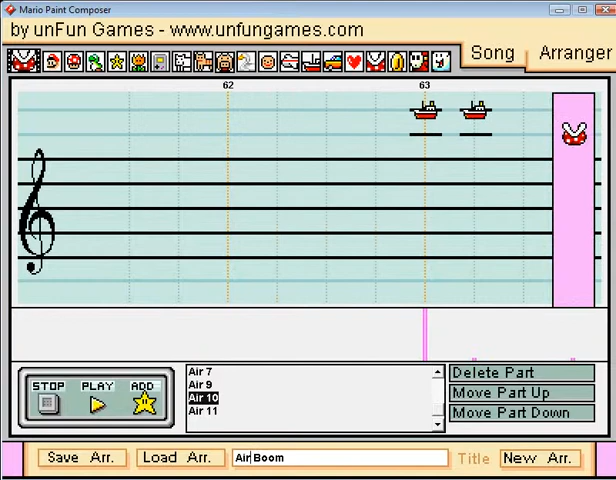 Mario Paint Composer
by unFun Games - www.unfungames.com
Song
Arranger
62
63
Air 7
Air 9
Air 10
Air 11
STOP
PLAY
ADD
Delete Part
Move Part Up
Move Part Down
Save Arr.
Load Arr.
Air Boom
Title
New Arr.